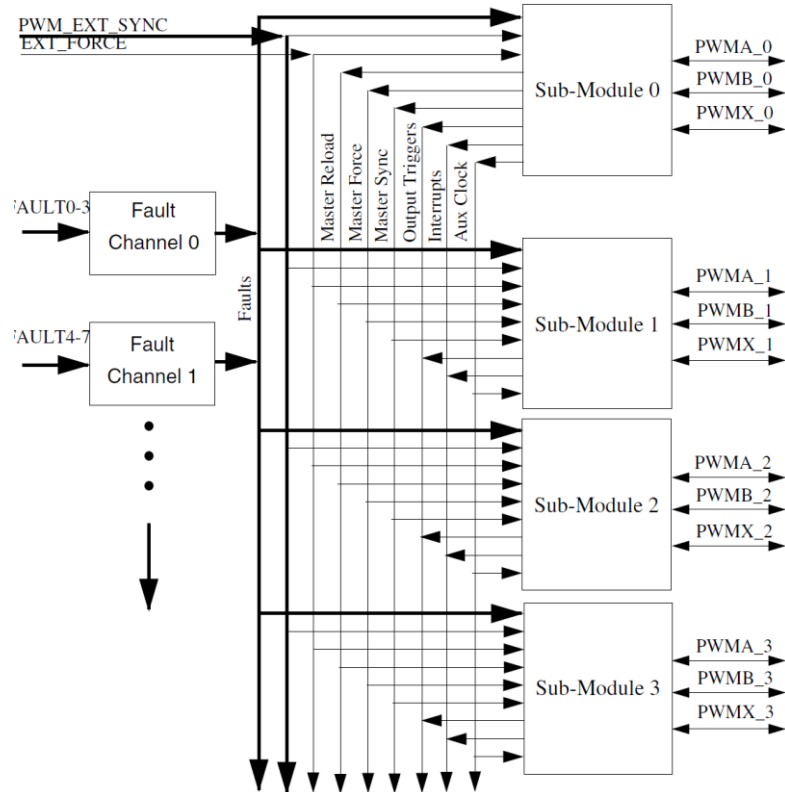 PWM_EXT_SYNC
EXT_FORCE
Sub-Module 0
PWMA_0
PWMB_0
PWMX_0
Master Reload
Master Force
Master Sync
Output Triggers
Interrupts
Aux Clock
FAULT0-3
Fault
Channel 0
Faults
Sub-Module 1
PWMA_1
PWMB_1
PWMX_1
FAULT4-7
Fault
Channel 1
Sub-Module 2
PWMA_2
PWMB_2
PWMX_2
Sub-Module 3
PWMA_3
PWMB_3
PWMX_3